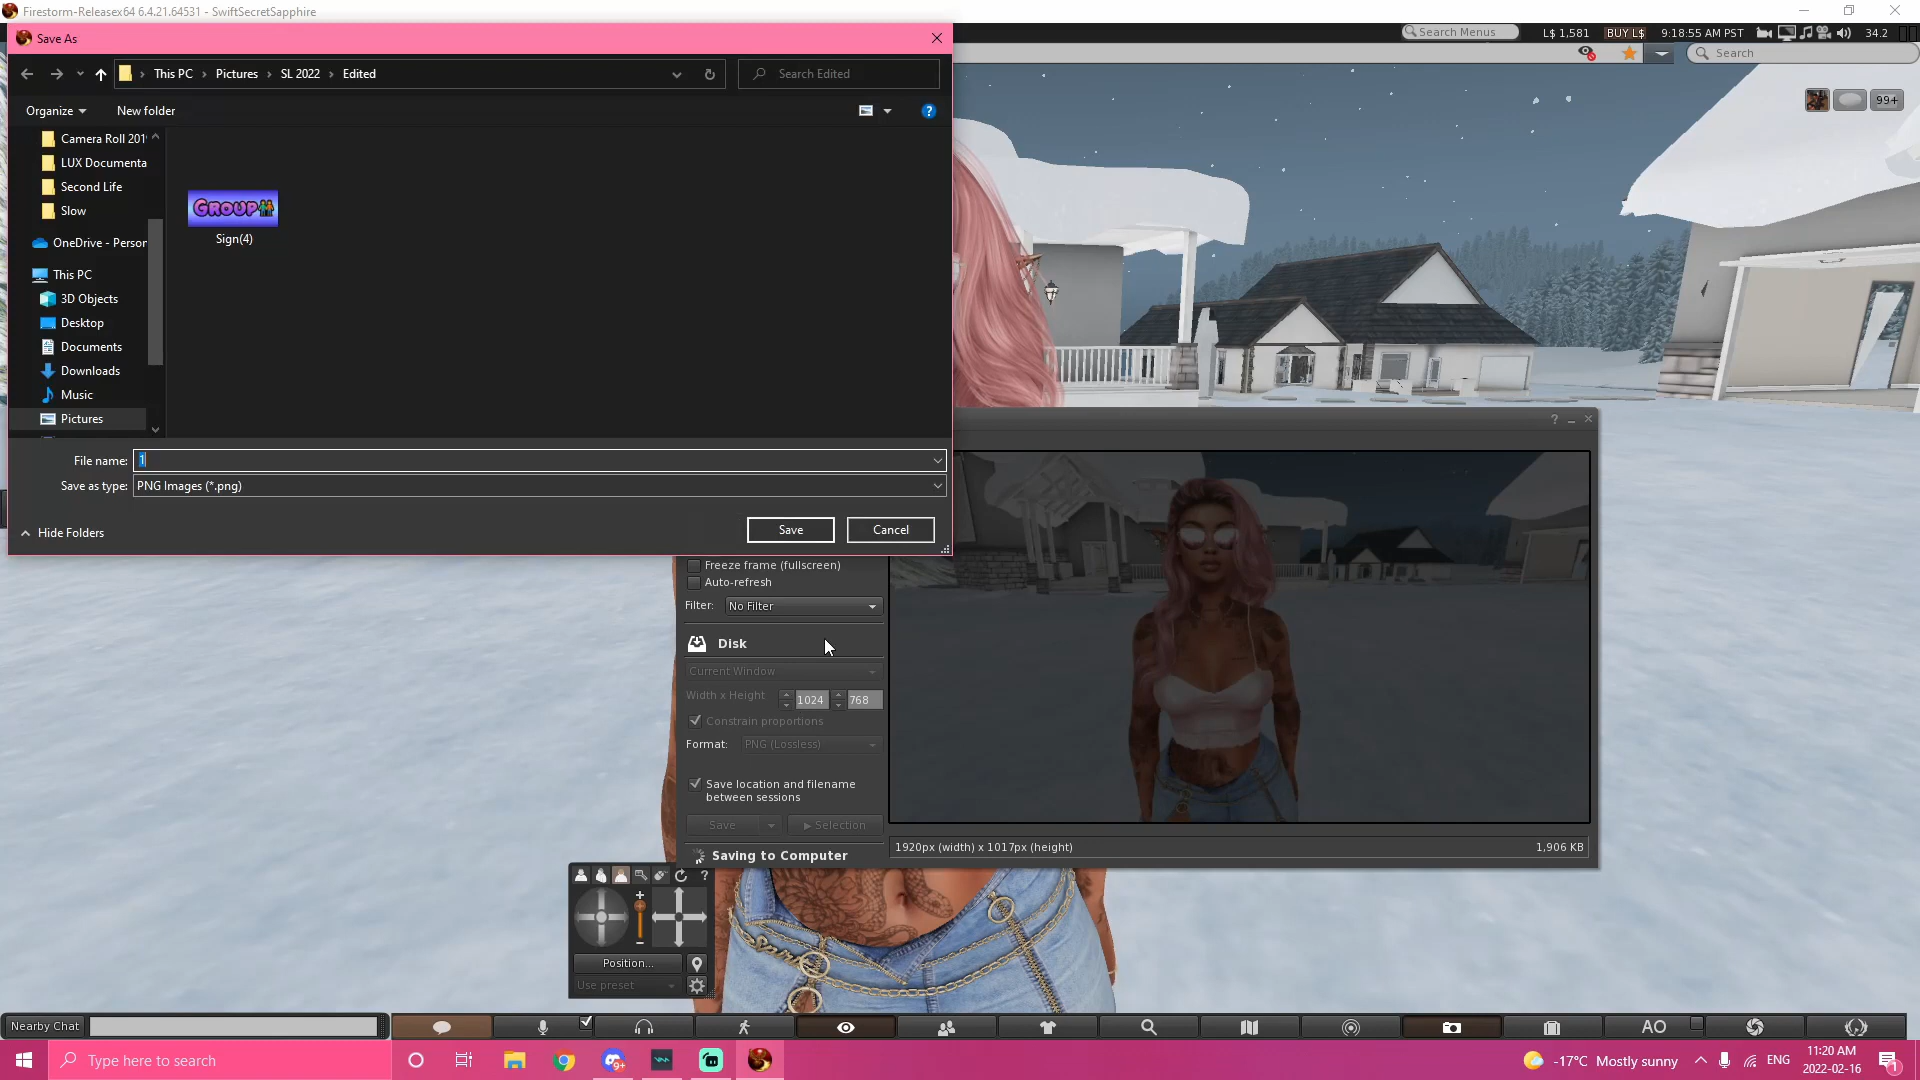 Firestorm-Releasex64 6.4.21.64531 - SwiftSecretSapphire
Save As
Search Menus
L$ 1,581
BUY L$
9:18:55 AM PST
34.2
This PC › Pictures › SL 2022 › Edited
Search Edited
Search
Organize
New folder
99+
Camera Roll 201
LUX Documenta
Second Life
Slow
OneDrive - Person
This PC
3D Objects
Desktop
Documents
Downloads
Music
Pictures
GROUP
Sign(4)
File name: 1
Save as type: PNG Images (*.png)
Hide Folders
Save
Cancel
Freeze frame (fullscreen)
Auto-refresh
Filter: No Filter
Disk
Current Window
Width x Height 1024 768
Constrain proportions
Format: PNG (Lossless)
Save location and filename
between sessions
Save
Selection
Saving to Computer
1920px (width) x 1017px (height)
1,906 KB
Position...
Use preset
Nearby Chat
AO
Type here to search
9+
-17°C Mostly sunny
ENG
11:20 AM
2022-02-16
1